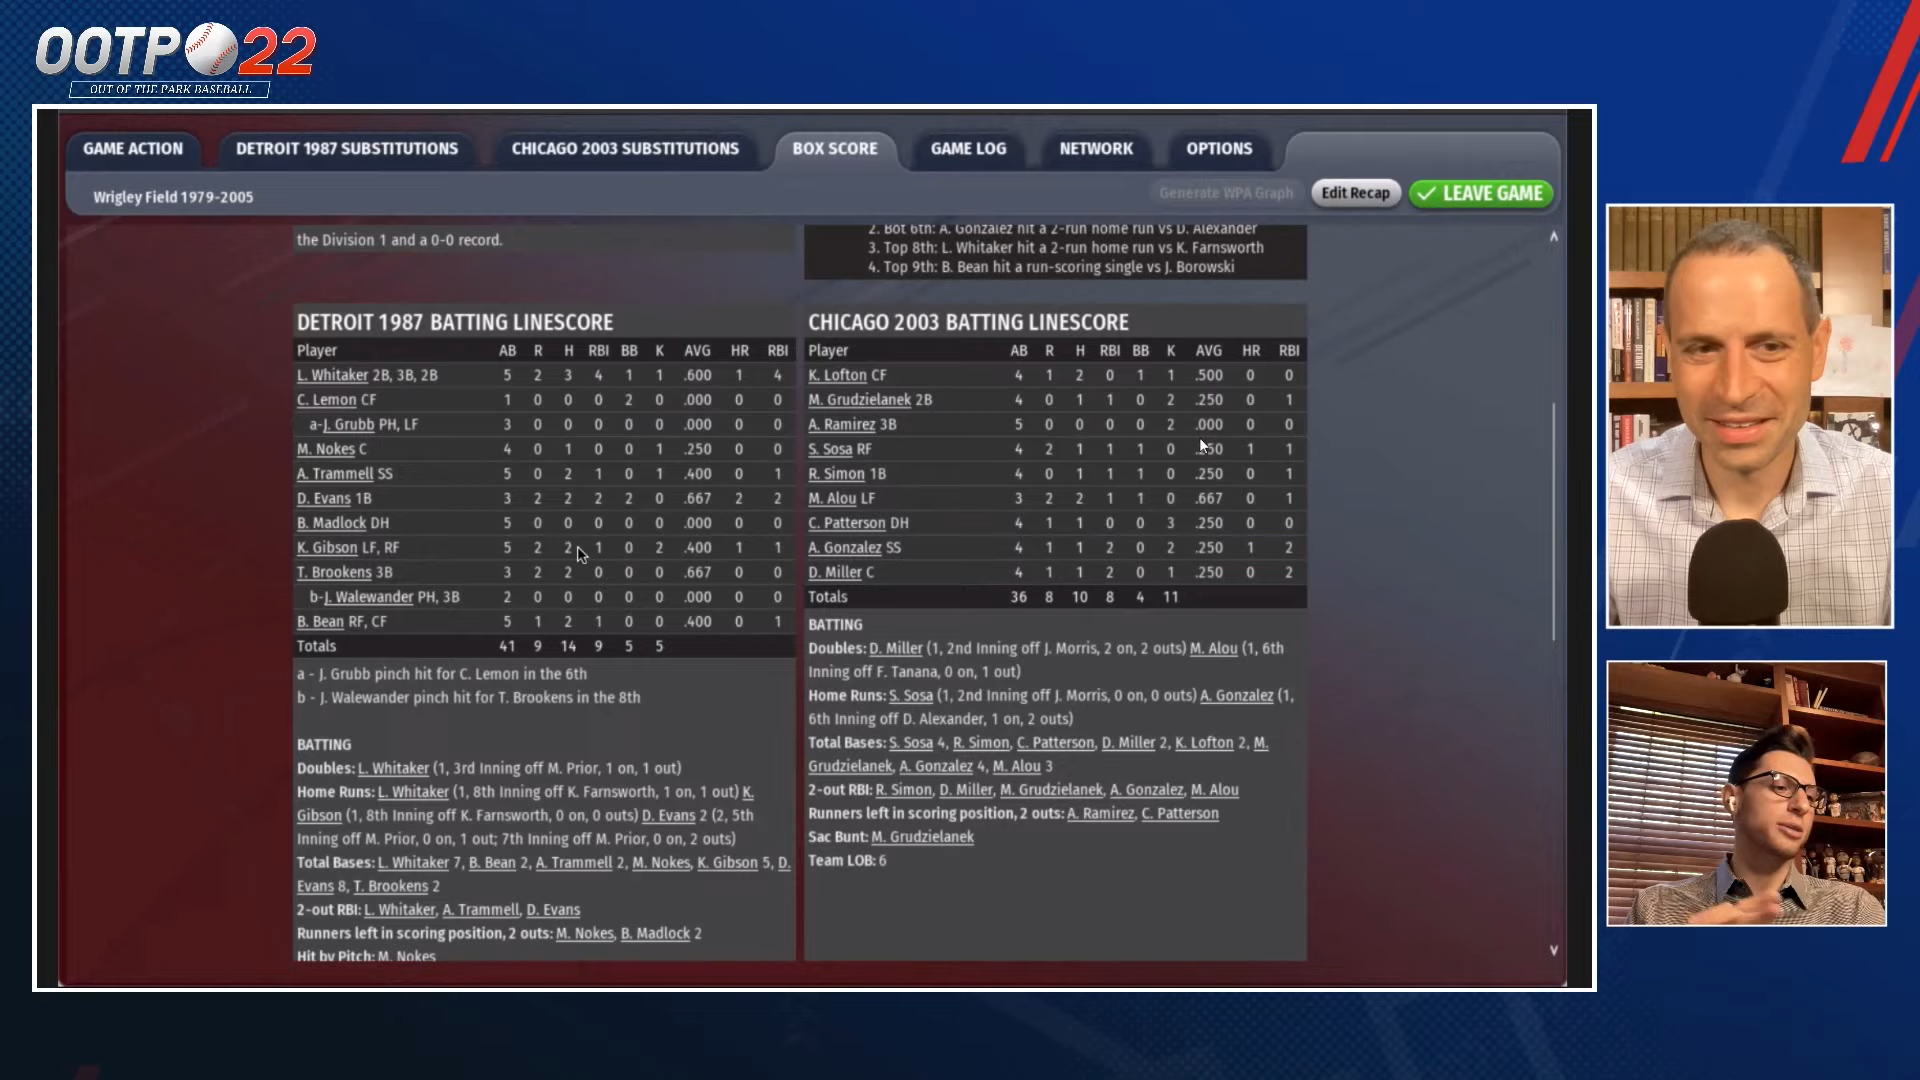 OOTP 22
OUT OF THE PARK BASEBALL
GAME ACTION
DETROIT 1987 SUBSTITUTIONS
CHICAGO 2003 SUBSTITUTIONS
BOX SCORE
GAME LOG
NETWORK
OPTIONS
Wrigley Field 1979-2005
Generate WPA Graph
Edit Recap
LEAVE GAME
the Division 1 and a 0-0 record.
2. Bot 6th: A. Gonzalez hit a 2-run home run vs D. Alexander
3. Top 8th: L. Whitaker hit a 2-run home run vs K. Farnsworth
4. Top 9th: B. Bean hit a run-scoring single vs J. Borowski
DETROIT 1987 BATTING LINESCORE
Player AB R H RBI BB K AVG HR RBI
L. Whitaker 2B, 3B, 2B 5 2 3 4 1 1 .600 1 4
C. Lemon CF 1 0 0 0 2 0 .000 0 0
a-J. Grubb PH, LF 3 0 0 0 0 0 .000 0 0
M. Nokes C 4 0 1 0 0 1 .250 0 0
A. Trammell SS 5 0 2 1 0 1 .400 0 1
D. Evans 1B 3 2 2 2 2 0 .667 2 2
B. Madlock DH 5 0 0 0 0 0 .000 0 0
K. Gibson LF, RF 5 2 2 1 0 2 .400 1 1
T. Brookens 3B 3 2 2 0 0 0 .667 0 0
b-J. Walewander PH, 3B 2 0 0 0 0 0 .000 0 0
B. Bean RF, CF 5 1 2 1 0 0 .400 0 1
Totals 41 9 14 9 5 5
a - J. Grubb pinch hit for C. Lemon in the 6th
b - J. Walewander pinch hit for T. Brookens in the 8th
BATTING
Doubles: L. Whitaker (1, 3rd Inning off M. Prior, 1 on, 1 out)
Home Runs: L. Whitaker (1, 8th Inning off K. Farnsworth, 1 on, 1 out) K.
Gibson (1, 8th Inning off K. Farnsworth, 0 on, 0 outs) D. Evans 2 (2, 5th
Inning off M. Prior, 0 on, 1 out; 7th Inning off M. Prior, 0 on, 2 outs)
Total Bases: L. Whitaker 7, B. Bean 2, A. Trammell 2, M. Nokes, K. Gibson 5, D.
Evans 8, T. Brookens 2
2-out RBI: L. Whitaker, A. Trammell, D. Evans
Runners left in scoring position, 2 outs: M. Nokes, B. Madlock 2
Hit by Pitch: M. Nokes
CHICAGO 2003 BATTING LINESCORE
Player AB R H RBI BB K AVG HR RBI
K. Lofton CF 4 1 2 0 1 1 .500 0 0
M. Grudzielanek 2B 4 0 1 1 0 2 .250 0 1
A. Ramirez 3B 5 0 0 0 0 2 .000 0 0
S. Sosa RF 4 2 1 1 1 0 50 1 1
R. Simon 1B 4 0 1 1 1 0 .250 0 1
M. Alou LF 3 2 2 1 1 0 .667 0 1
C. Patterson DH 4 1 1 0 0 3 .250 0 0
A. Gonzalez SS 4 1 1 2 0 2 .250 1 2
D. Miller C 4 1 1 2 0 1 .250 0 2
Totals 36 8 10 8 4 11
BATTING
Doubles: D. Miller (1, 2nd Inning off J. Morris, 2 on, 2 outs) M. Alou (1, 6th
Inning off F. Tanana, 0 on, 1 out)
Home Runs: S. Sosa (1, 2nd Inning off J. Morris, 0 on, 0 outs) A. Gonzalez (1,
6th Inning off D. Alexander, 1 on, 2 outs)
Total Bases: S. Sosa 4, R. Simon, C. Patterson, D. Miller 2, K. Lofton 2, M.
Grudzielanek, A. Gonzalez 4, M. Alou 3
2-out RBI: R. Simon, D. Miller, M. Grudzielanek, A. Gonzalez, M. Alou
Runners left in scoring position, 2 outs: A. Ramirez, C. Patterson
Sac Bunt: M. Grudzielanek
Team LOB: 6